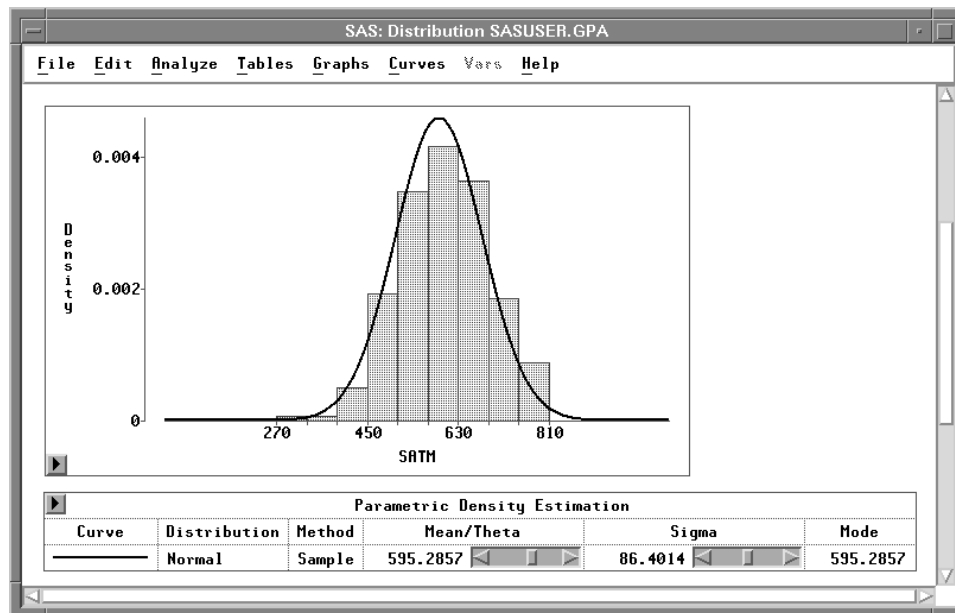 SAS: Distribution SASUSER.GPA
File Edit Analyze Tables Graphs Curves Vars Help
0.004
Density
0.002
0
270 450 630 810
SATM
Parametric Density Estimation
Curve Distribution Method Mean/Theta Sigma Mode
Normal Sample 595.2857 86.4014 595.2857